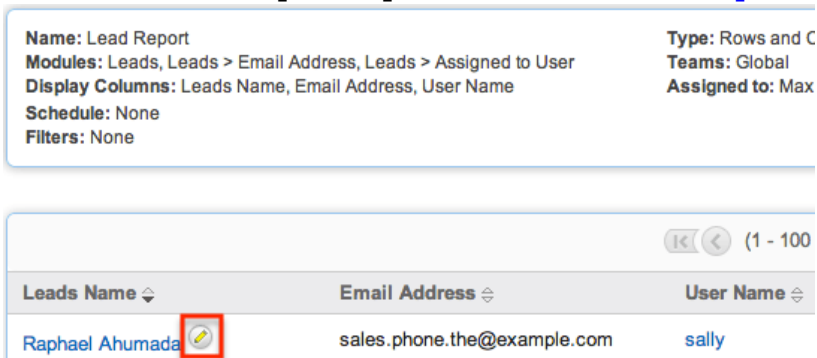 Name: Lead Report
Modules: Leads, Leads > Email Address, Leads > Assigned to User
Display Columns: Leads Name, Email Address, User Name
Schedule: None
Filters: None
Type: Rows and
Teams: Global
Assigned to: Max
(1 - 100
Leads Name Email Address User Name
Raphael Ahumada sales.phone.the@example.com sally